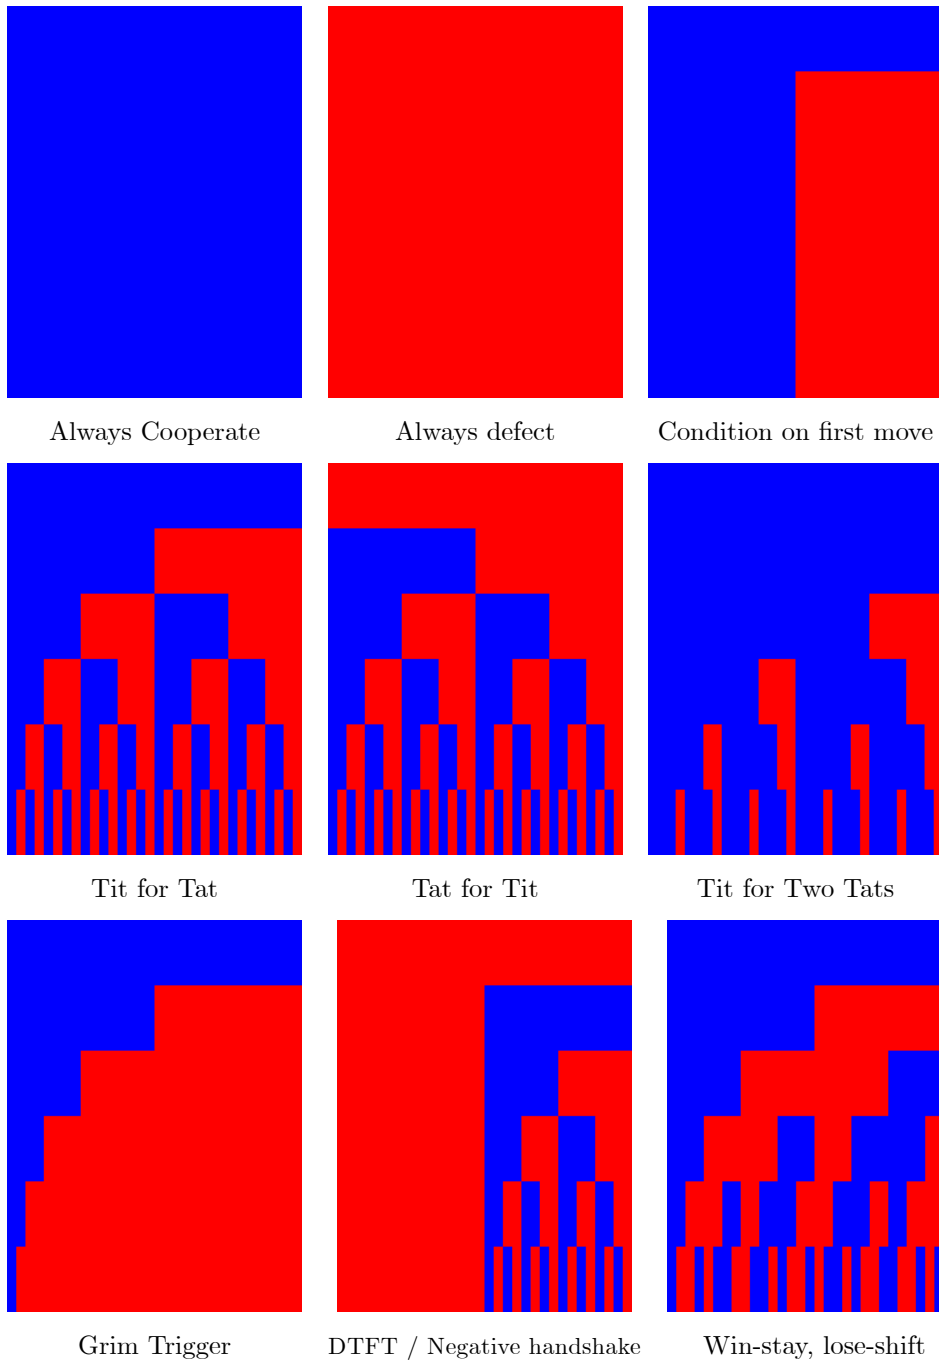 Always Cooperate
Always defect
Condition on first move
Tit for Tat
Tat for Tit
Tit for Two Tats
Grim Trigger
DTFT / Negative handshake
Win-stay, lose-shift